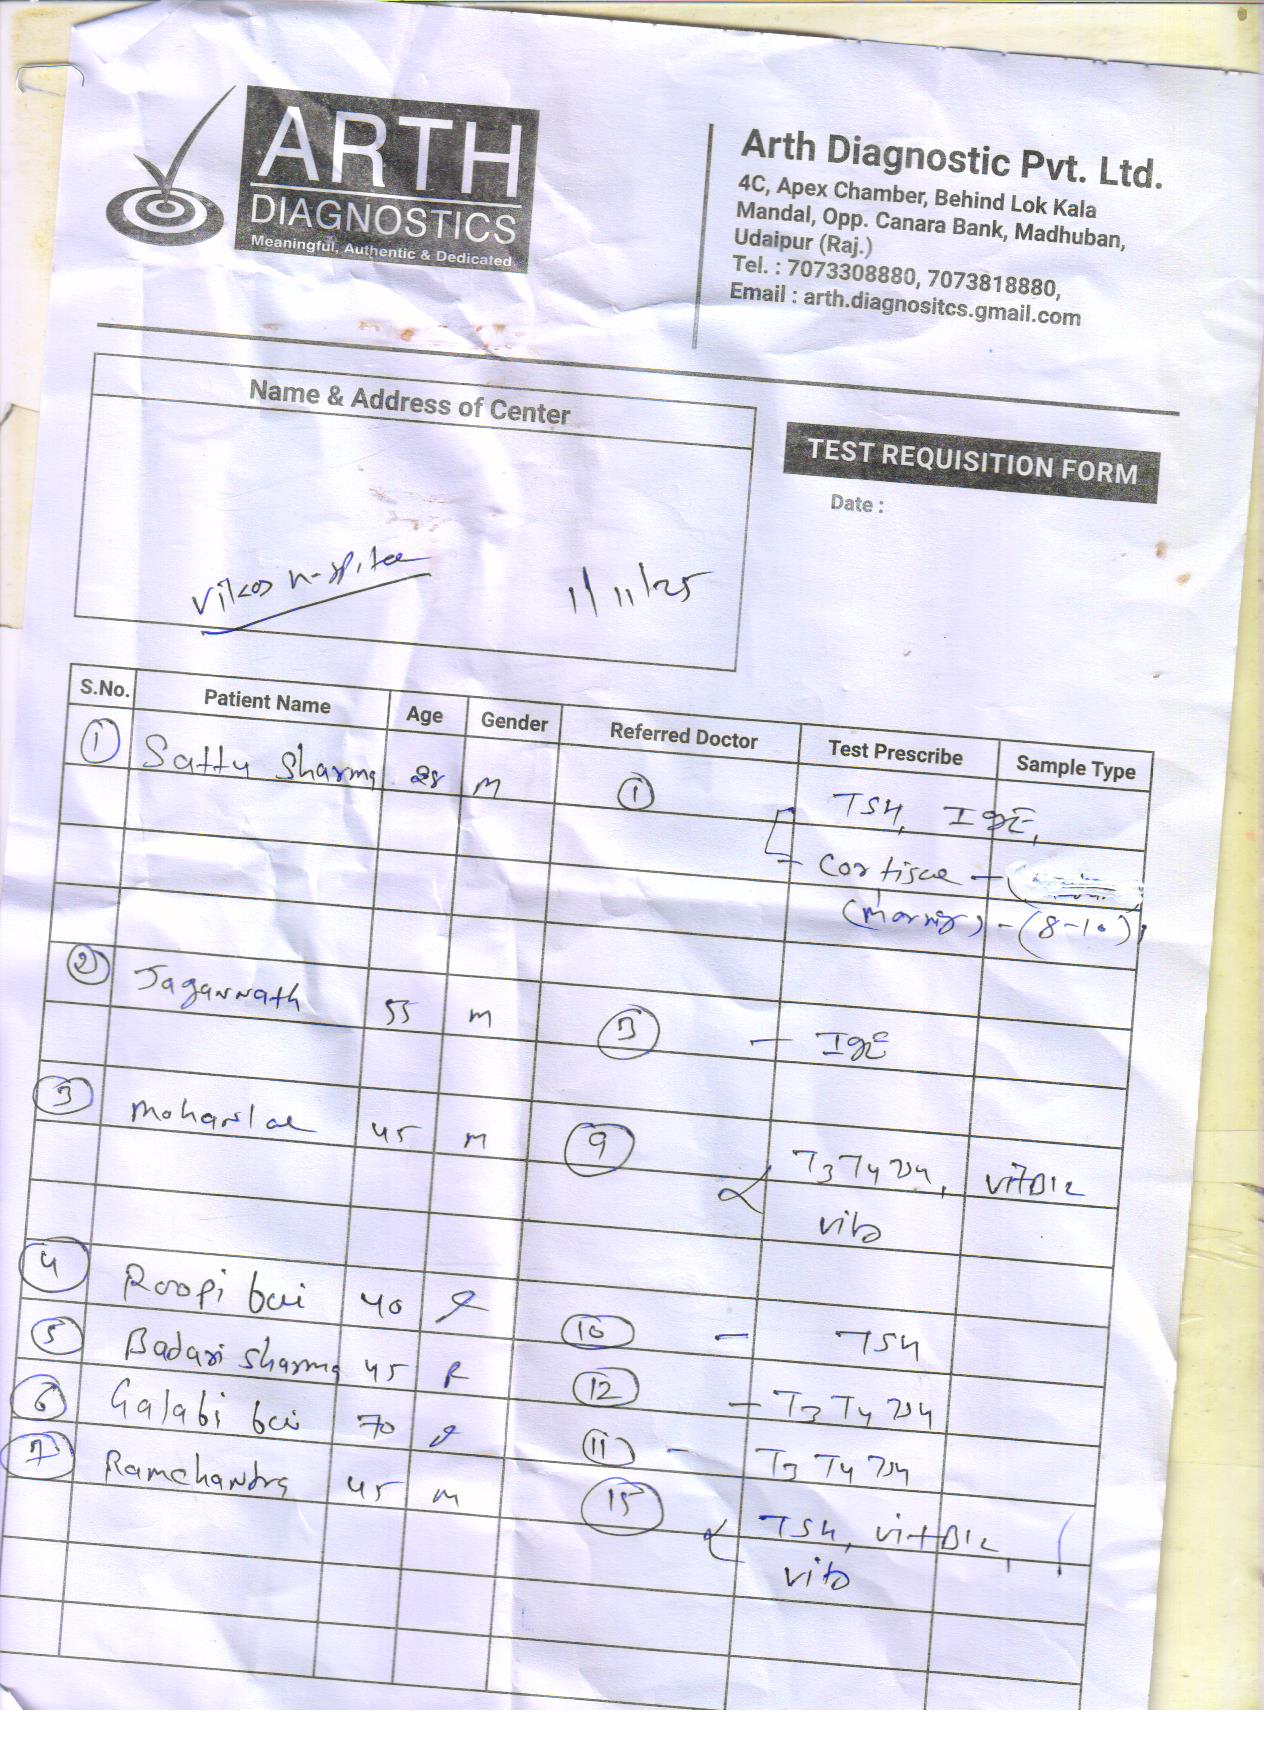 ARTH
DIAGNOSTICS
Meaningful, Authentic & Dedicated
Arth Diagnostic Pvt. Ltd.
4C, Apex Chamber, Behind Lok Kala
Mandal, Opp. Canara Bank, Madhuban,
Udaipur (Raj.)
Tel. : 7073308880, 7073818880,
Email : arth.diagnositcs.gmail.com
Name & Address of Center
TEST REQUISITION FORM
Date :
1/11/25
S.No. Patient Name Age Gender Referred Doctor Test Prescribe Sample Type
1 Sattu Sharma 28 M 1 TSH, IgE,
Cortisol -
(Morning) - (8-10)
2 Jagannath 55 M 3 - IgE
3 Mohanlal 45 M 9 T3 T4 TSH, vitB12
vitD
4 Roopi bai 40 F 10 - TSH
5 Badari Sharma 45 F 12 - T3 T4 TSH
6 Galabi bai 70 F 11 - T3 T4 TSH
7 Ramchandra 45 M 15 TSH, vitB12,
vitD